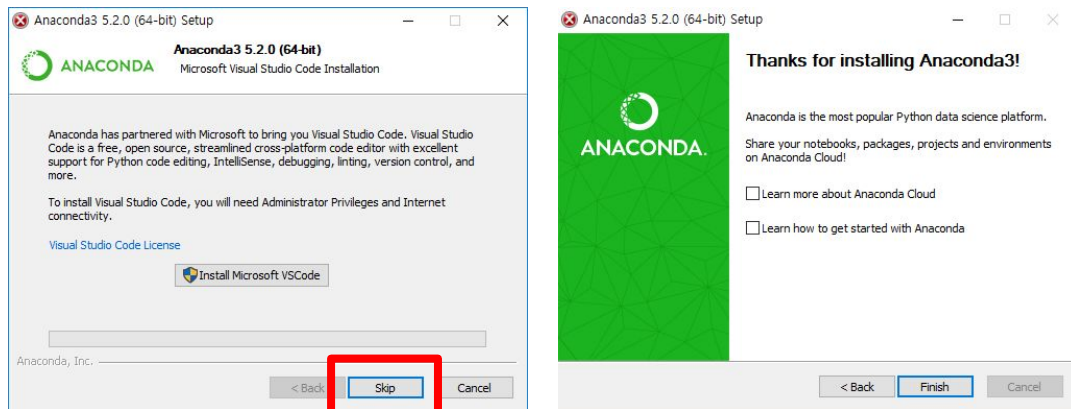 Anaconda3 5.2.0 (64-bit) Setup
ANACONDA
Anaconda3 5.2.0 (64-bit)
Microsoft Visual Studio Code Installation
Anaconda has partnered with Microsoft to bring you Visual Studio Code. Visual Studio
Code is a free, open source, streamlined cross-platform code editor with excellent
support for Python code editing, IntelliSense, debugging, linting, version control, and
more.
To install Visual Studio Code, you will need Administrator Privileges and Internet
connectivity.
Visual Studio Code License
Install Microsoft VSCode
Anaconda, Inc.
< Back
Skip
Cancel
Anaconda3 5.2.0 (64-bit) Setup
ANACONDA.
Thanks for installing Anaconda3!
Anaconda is the most popular Python data science platform.
Share your notebooks, packages, projects and environments
on Anaconda Cloud!
Learn more about Anaconda Cloud
Learn how to get started with Anaconda
< Back
Finish
Cancel